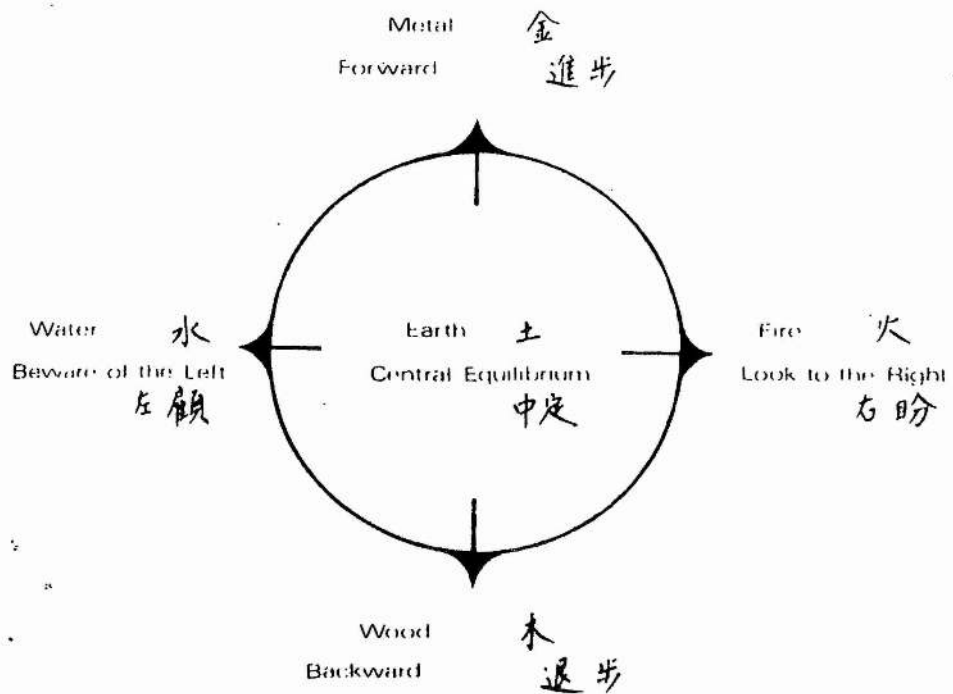 Metal 金
Forward 進步
Water 水
Beware of the Left
左顧
Earth 土
Central Equilibrium
中定
Fire 火
Look to the Right
右盼
Wood 木
Backward 退步